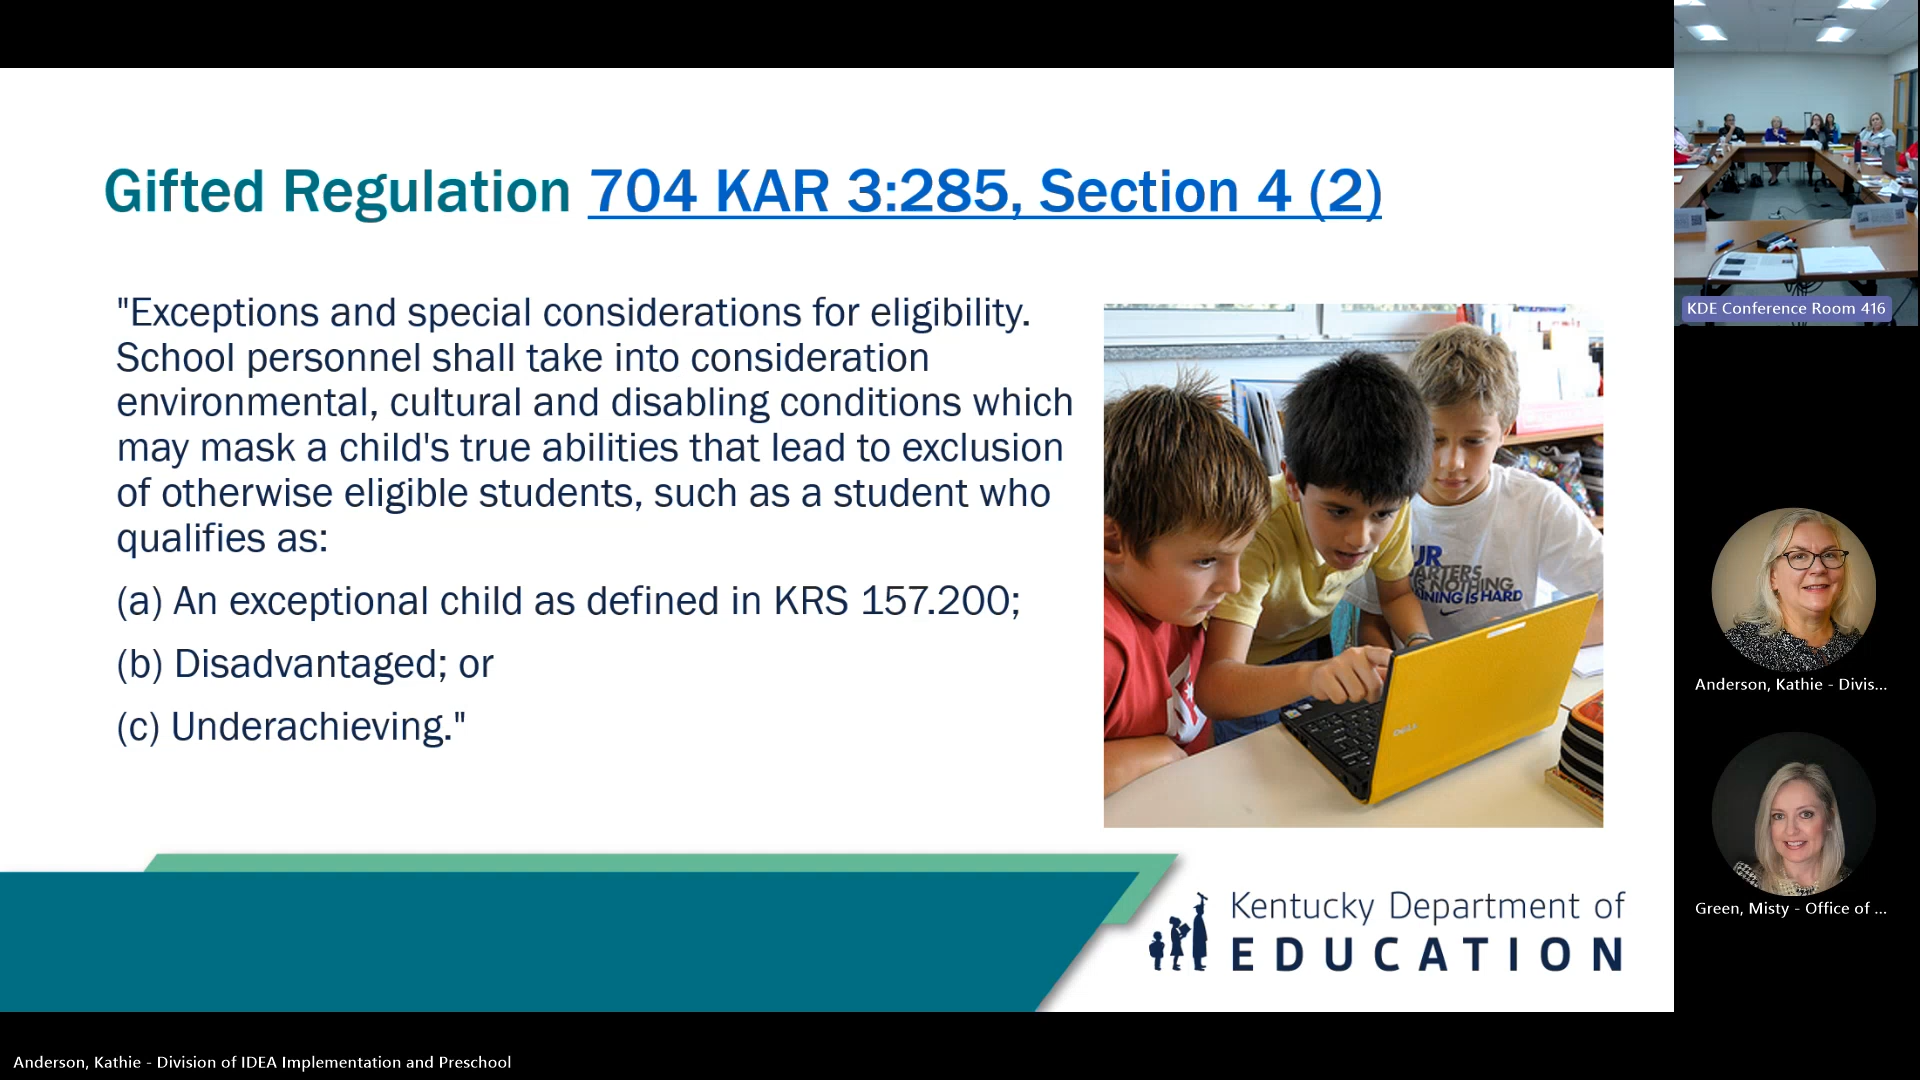 Gifted Regulation 704 KAR 3:285, Section 4 (2)
"Exceptions and special considerations for eligibility.
School personnel shall take into consideration
environmental, cultural and disabling conditions which
may mask a child's true abilities that lead to exclusion
of otherwise eligible students, such as a student who
qualifies as:
(a) An exceptional child as defined in KRS 157.200;
(b) Disadvantaged; or
(c) Underachieving."
NOTHING
IS HARD
DELL
Kentucky Department of
EDUCATION
KDE Conference Room 416
Anderson, Kathie - Divis...
Green, Misty - Office of ...
Anderson, Kathie - Division of IDEA Implementation and Preschool